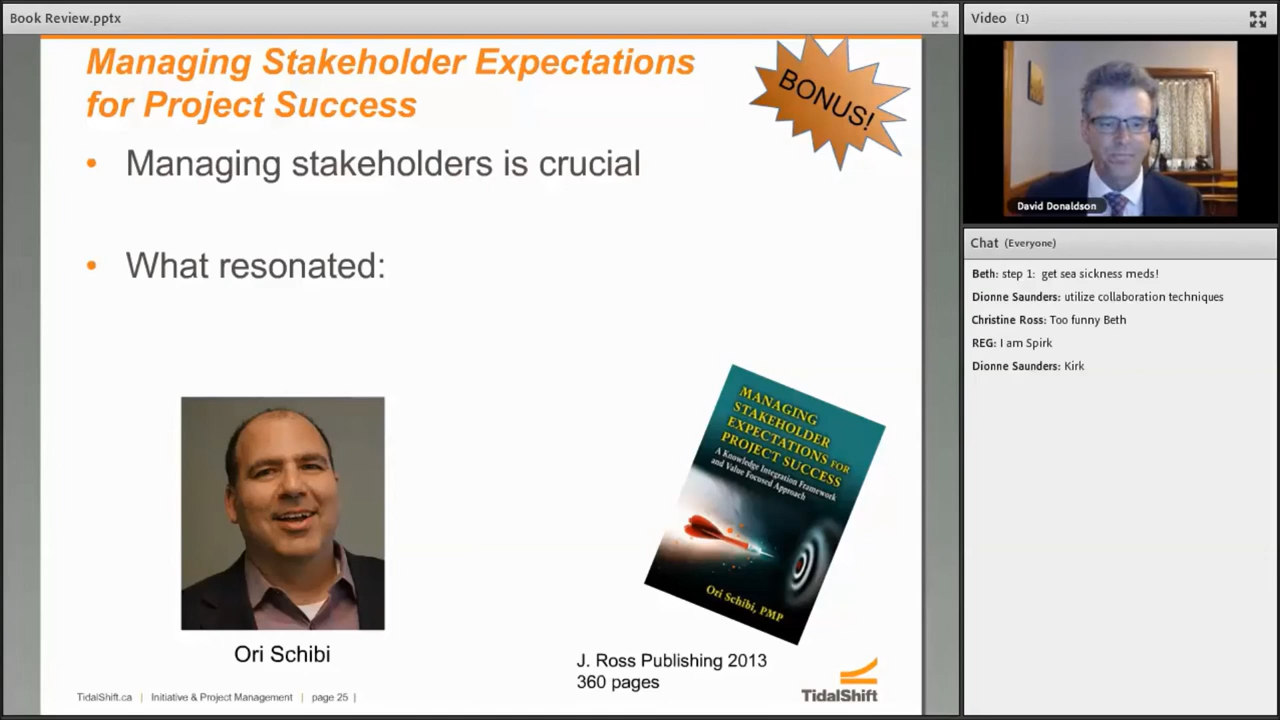 Book Review.pptx
Managing Stakeholder Expectations
for Project Success
BONUS!
• Managing stakeholders is crucial
• What resonated:
MANAGING
STAKEHOLDER
EXPECTATIONS FOR
PROJECT SUCCESS
A Knowledge Integration Framework
and Value Focused Approach
Ori Schibi, PMP
Ori Schibi
J. Ross Publishing 2013
360 pages
TidalShift.ca | Initiative & Project Management | page 25 |
TidalShift
Video (1)
David Donaldson
Chat (Everyone)
Beth: step 1: get sea sickness meds!
Dionne Saunders: utilize collaboration techniques
Christine Ross: Too funny Beth
REG: I am Spirk
Dionne Saunders: Kirk